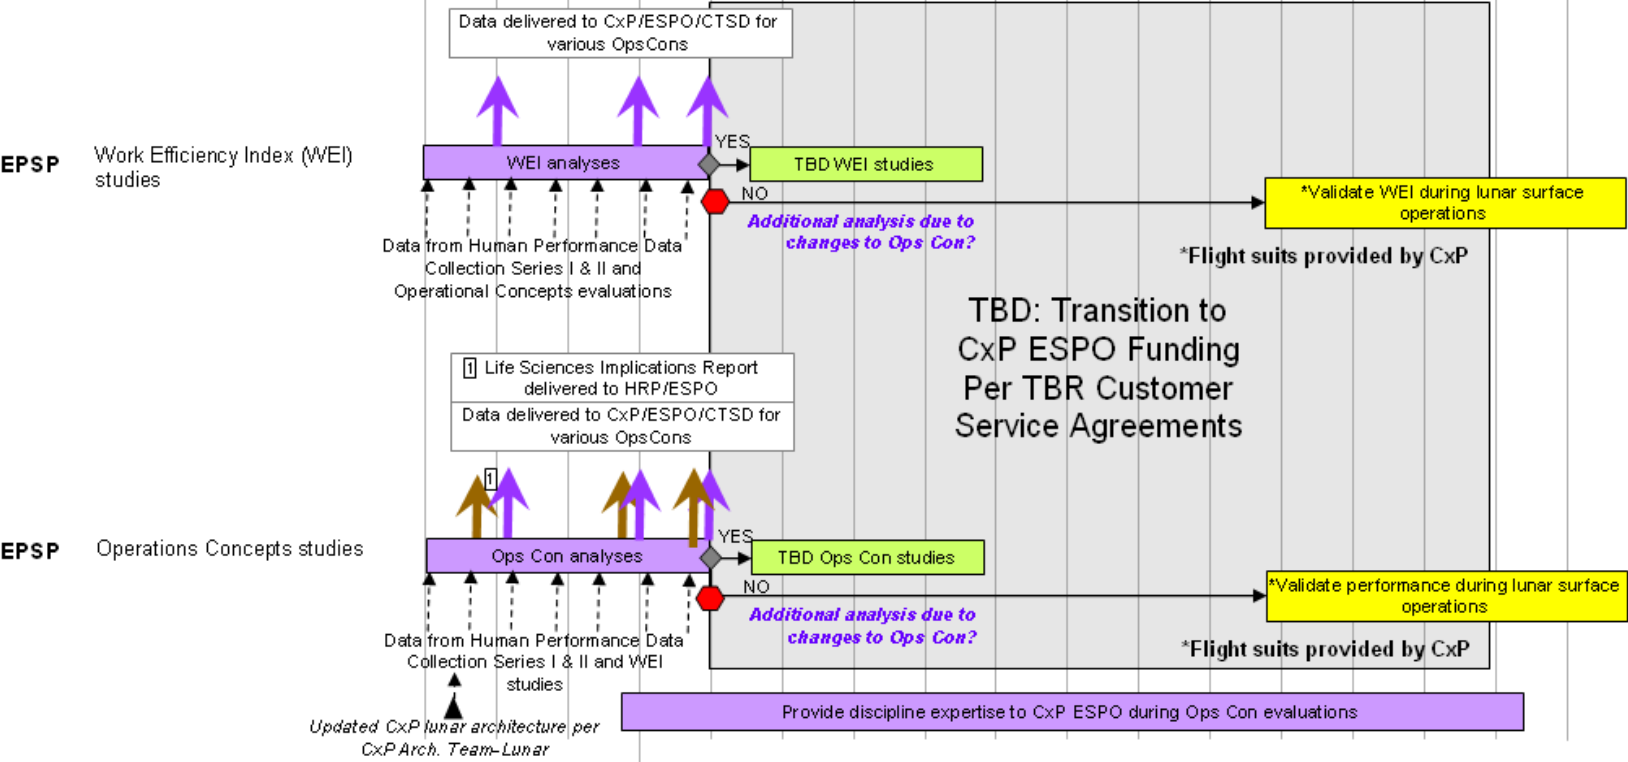 Data delivered to CxP/ESPO/CTSD for
various OpsCons
YES
EPSP
Work Efficiency Index (WEI)
studies
WEI analyses
TBD WEI studies
NO
*Validate WEI during lunar surface
operations
Additional analysis due to
changes to Ops Con?
Data from Human Performance Data
Collection Series I & II and
Operational Concepts evaluations
*Flight suits provided by CxP
TBD: Transition to
CxP ESPO Funding
Per TBR Customer
Service Agreements
1 Life Sciences Implications Report
delivered to HRP/ESPO
Data delivered to CxP/ESPO/CTSD for
various OpsCons
1
YES
EPSP
Operations Concepts studies
Ops Con analyses
TBD Ops Con studies
NO
*Validate performance during lunar surface
operations
Additional analysis due to
changes to Ops Con?
Data from Human Performance Data
Collection Series I & II and WEI
studies
*Flight suits provided by CxP
Updated CxP lunar architecture per
CxP Arch. Team-Lunar
Provide discipline expertise to CxP ESPO during Ops Con evaluations